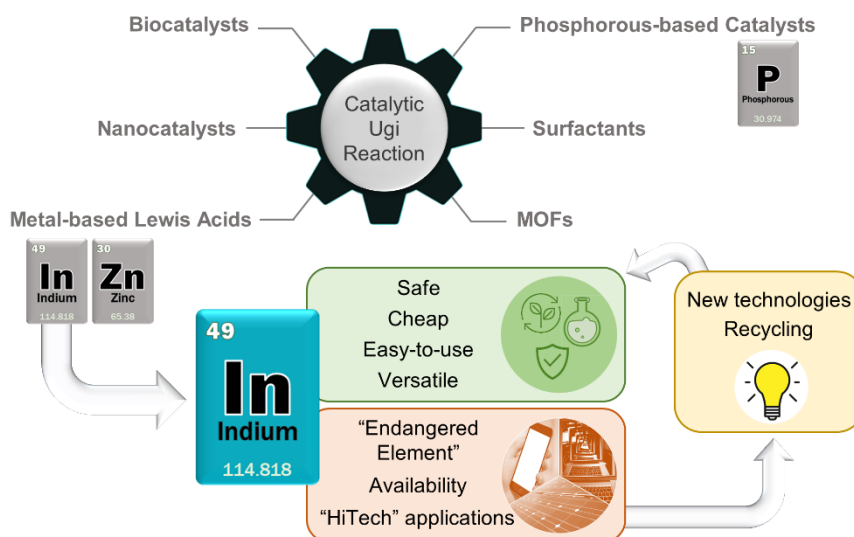 Biocatalysts
Phosphorous-based Catalysts
15
P
Phosphorous
30.974
Catalytic
Ugi
Reaction
Nanocatalysts
Surfactants
Metal-based Lewis Acids
MOFs
49
In
Indium
114.818
30
Zn
Zinc
65.38
49
In
Indium
114.818
Safe
Cheap
Easy-to-use
Versatile
New technologies
Recycling
“Endangered
Element”
Availability
“HiTech” applications